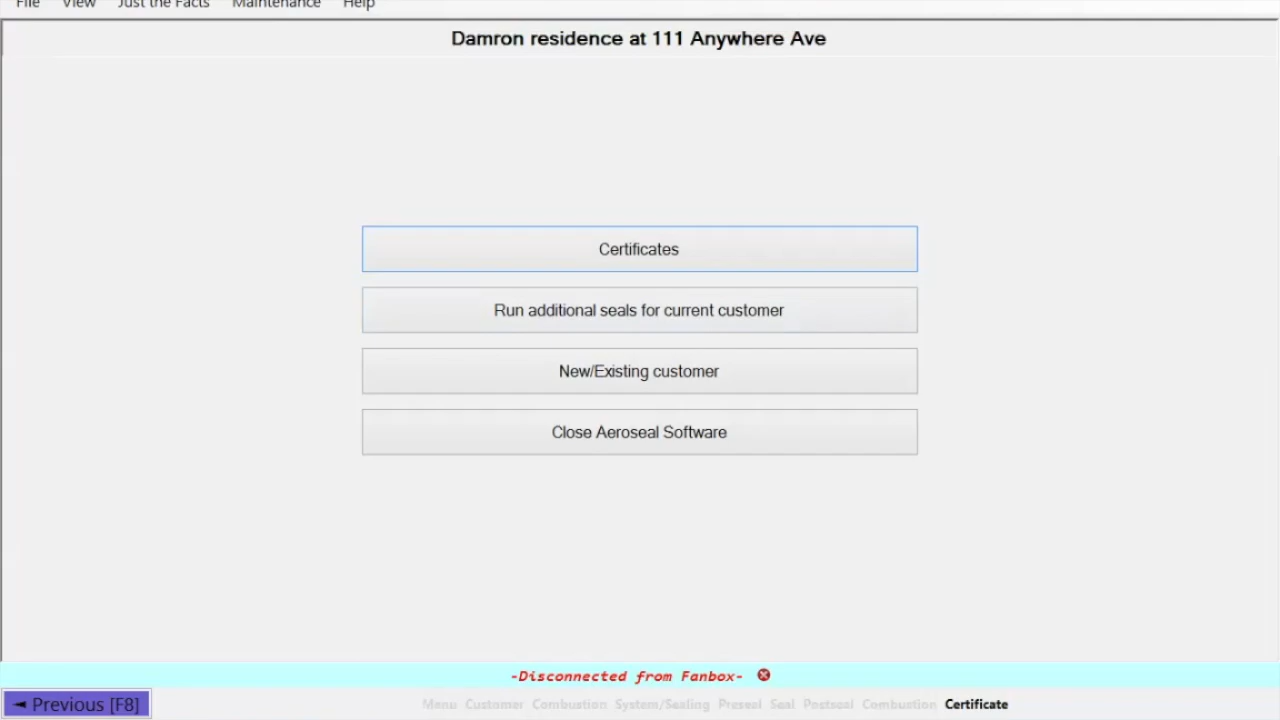 File View Just the Facts Maintenance Help
Damron residence at 111 Anywhere Ave
Certificates
Run additional seals for current customer
New/Existing customer
Close Aeroseal Software
-Disconnected from Fanbox-
◄ Previous [F8]
Menu Customer Combustion System/Sealing Preseal Seal Postseal Combustion Certificate